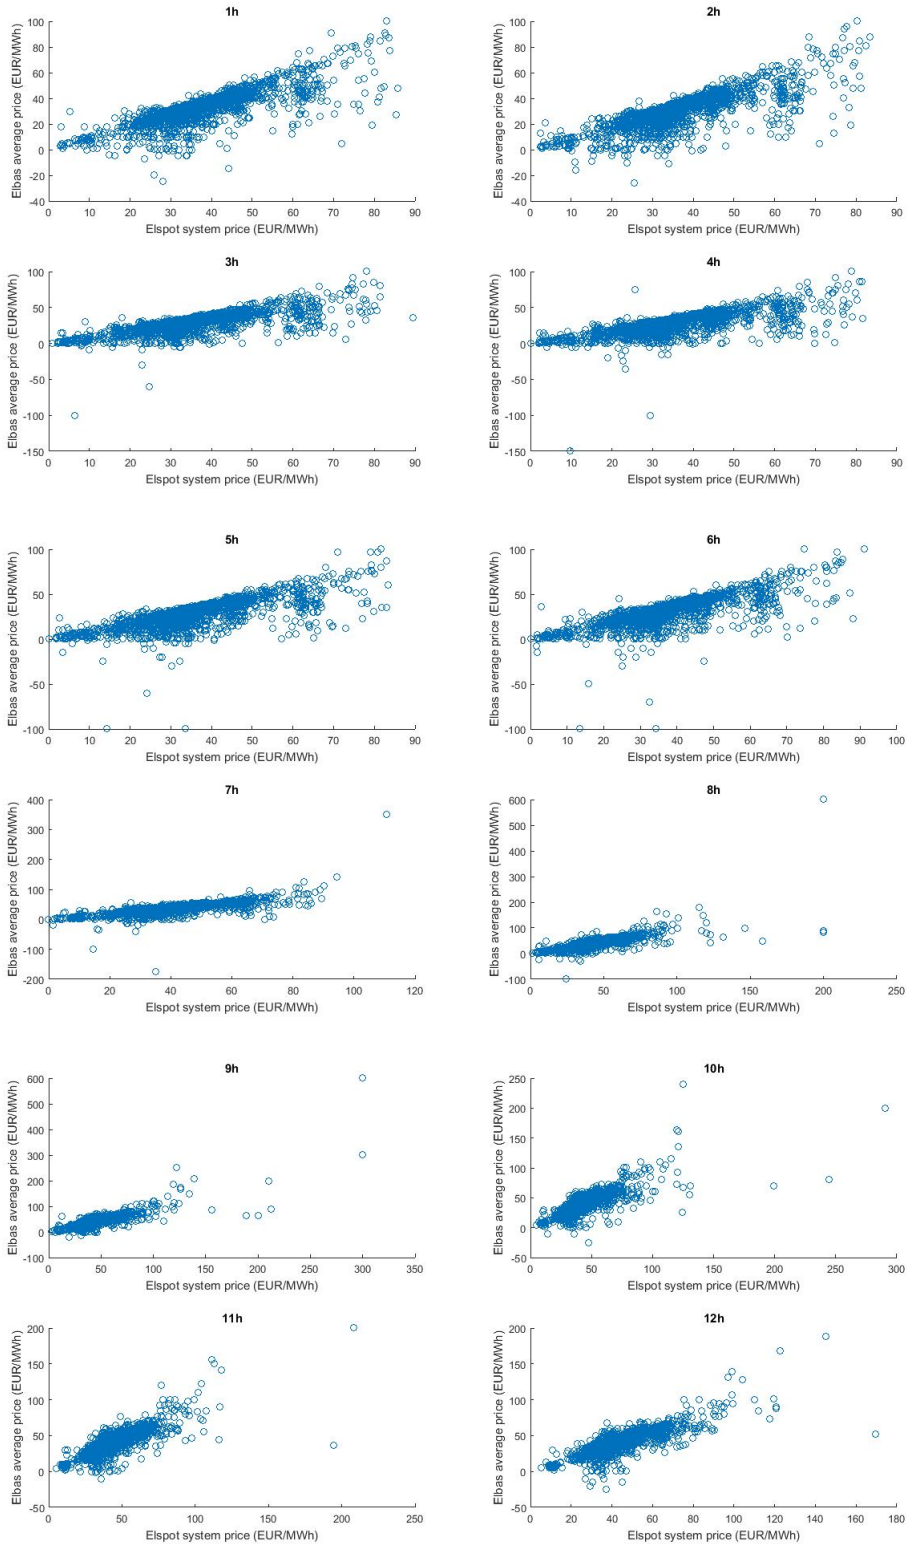 1h
100
80
60
40
20
0
-20
-40
0 10 20 30 40 50 60 70 80 90
Elspot system price (EUR/MWh)
Elbas average price (EUR/MWh)
2h
100
80
60
40
20
0
-20
-40
0 10 20 30 40 50 60 70 80 90
Elspot system price (EUR/MWh)
Elbas average price (EUR/MWh)
3h
100
50
0
-50
-100
-150
0 10 20 30 40 50 60 70 80 90
Elspot system price (EUR/MWh)
Elbas average price (EUR/MWh)
4h
100
50
0
-50
-100
-150
0 10 20 30 40 50 60 70 80 90
Elspot system price (EUR/MWh)
Elbas average price (EUR/MWh)
5h
100
50
0
-50
-100
0 10 20 30 40 50 60 70 80 90
Elspot system price (EUR/MWh)
Elbas average price (EUR/MWh)
6h
100
50
0
-50
-100
0 10 20 30 40 50 60 70 80 90 100
Elspot system price (EUR/MWh)
Elbas average price (EUR/MWh)
7h
400
300
200
100
0
-100
-200
0 20 40 60 80 100 120
Elspot system price (EUR/MWh)
Elbas average price (EUR/MWh)
8h
600
500
400
300
200
100
0
-100
0 50 100 150 200 250
Elspot system price (EUR/MWh)
Elbas average price (EUR/MWh)
9h
600
500
400
300
200
100
0
-100
0 50 100 150 200 250 300 350
Elspot system price (EUR/MWh)
Elbas average price (EUR/MWh)
10h
250
200
150
100
50
0
-50
0 50 100 150 200 250 300
Elspot system price (EUR/MWh)
Elbas average price (EUR/MWh)
11h
200
150
100
50
0
-50
0 50 100 150 200 250
Elspot system price (EUR/MWh)
Elbas average price (EUR/MWh)
12h
200
150
100
50
0
-50
0 20 40 60 80 100 120 140 160 180
Elspot system price (EUR/MWh)
Elbas average price (EUR/MWh)